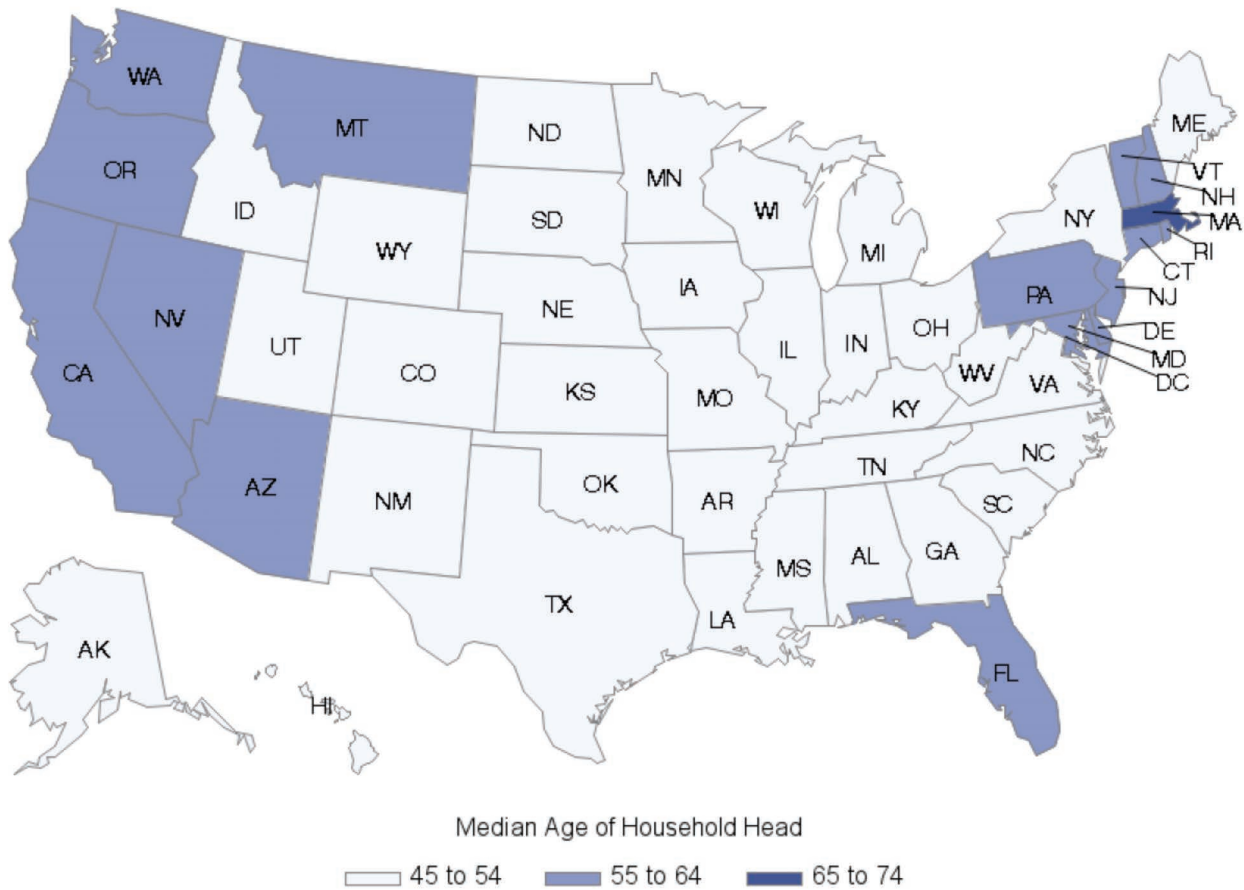 WA
MT
ND
ME
OR
MN
VT
ID
SD
WI
NH
NY
MA
WY
MI
RI
CT
IA
PA
NJ
NV
NE
OH
DE
UT
IL
IN
MD
CA
CO
WV
DC
KS
MO
VA
KY
NC
AZ
OK
TN
NM
AR
SC
MS
AL
GA
TX
LA
AK
FL
HI
Median Age of Household Head
45 to 54 55 to 64 65 to 74